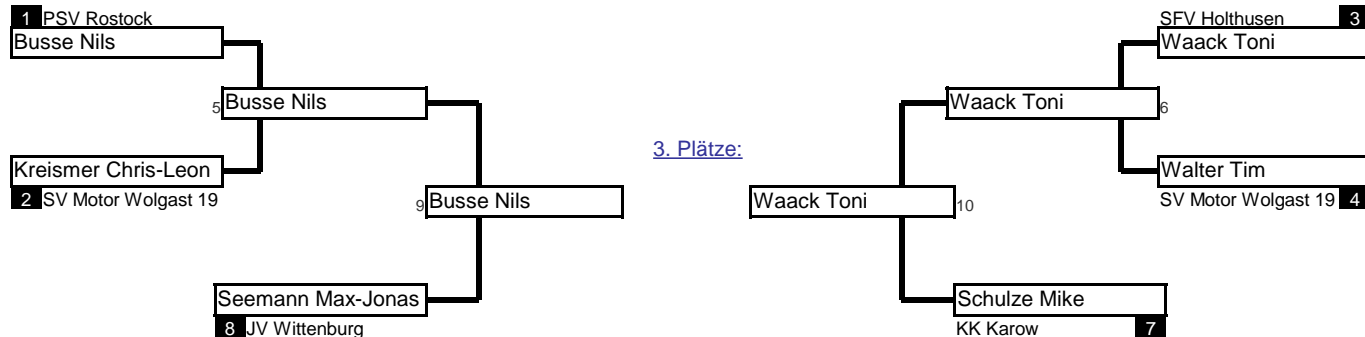 1 PSV Rostock
Busse Nils
5 Busse Nils
Kreismer Chris-Leon
2 SV Motor Wolgast 19
9 Busse Nils
Seemann Max-Jonas
8 JV Wittenburg
3. Plätze:
SFV Holthusen 3
Waack Toni
Waack Toni 6
Walter Tim
SV Motor Wolgast 19 4
Waack Toni 10
Schulze Mike
KK Karow 7